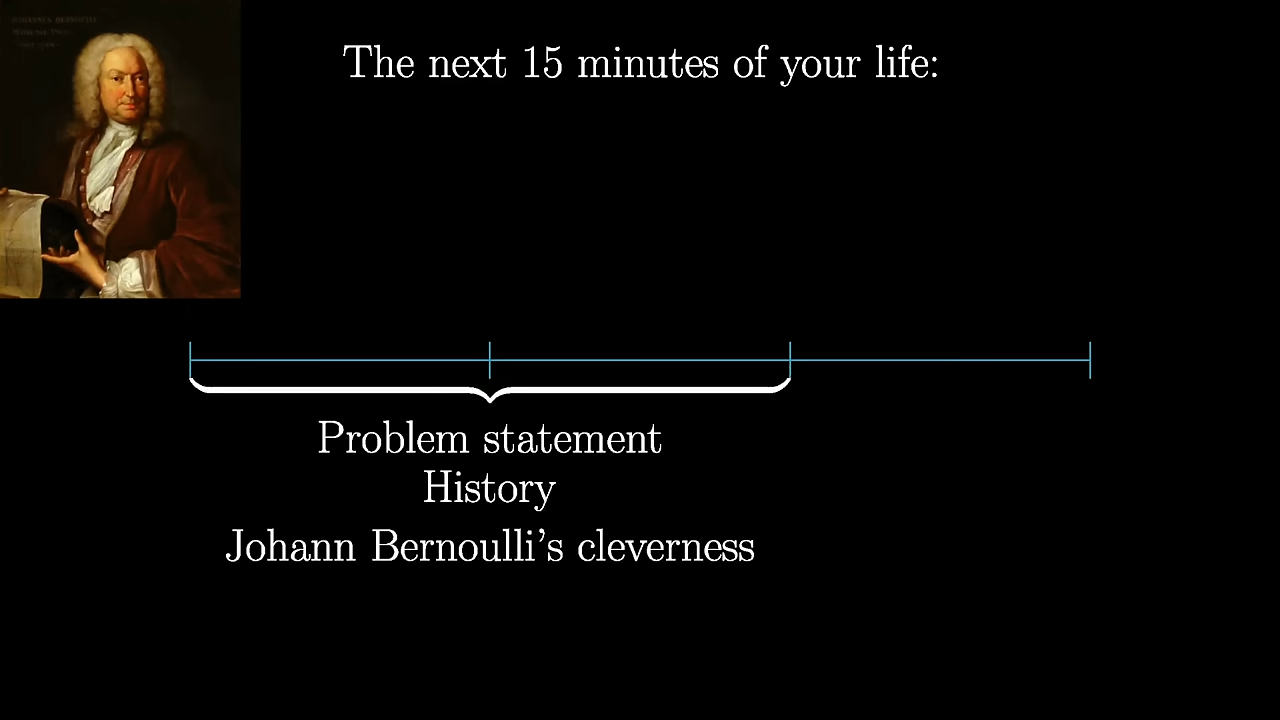 The next 15 minutes of your life:
Problem statement
History
Johann Bernoulli's cleverness